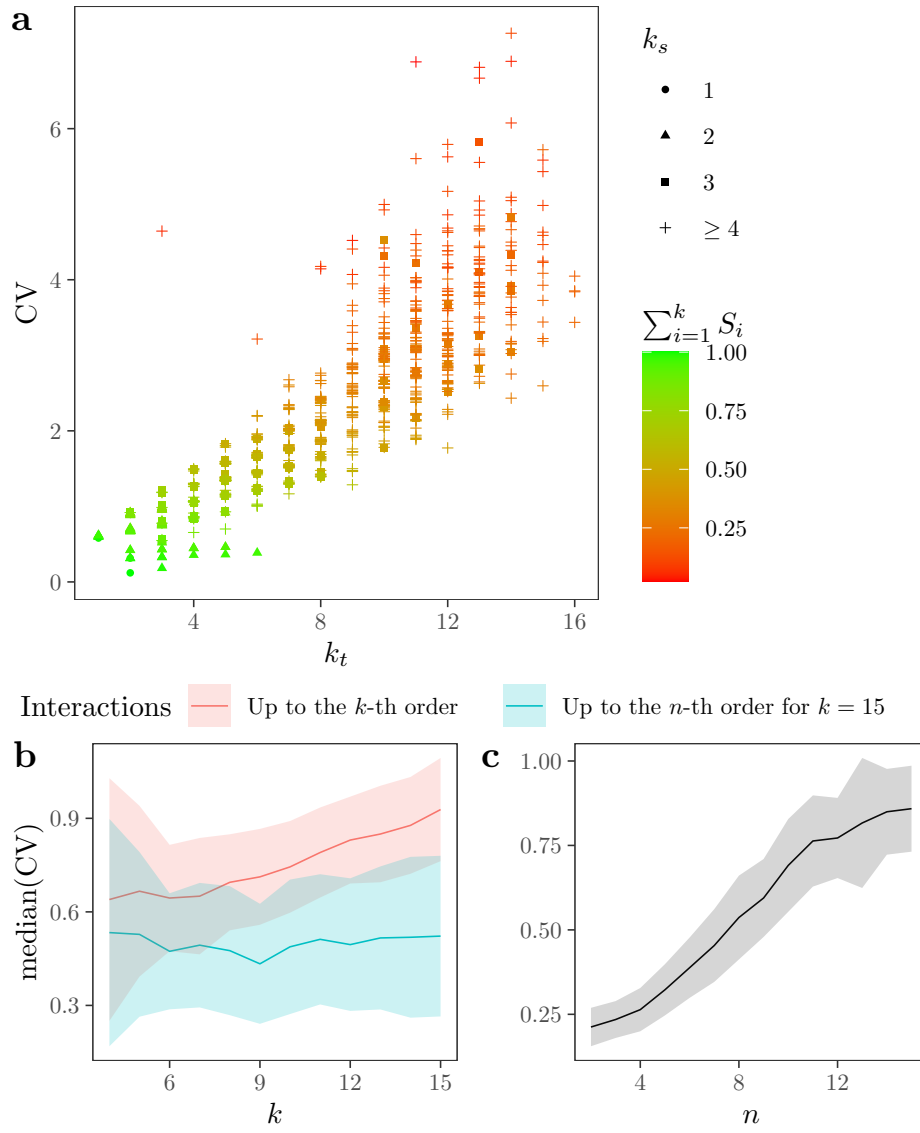 a
CV
6
4
2
0
4
8
12
16
k_t
k_s
1
2
3
≥ 4
∑_{i=1}^{k} S_i
1.00
0.75
0.50
0.25
Interactions Up to the k-th order Up to the n-th order for k = 15
b
median(CV)
0.9
0.6
0.3
6
9
12
15
k
c
1.00
0.75
0.50
0.25
4
8
12
n